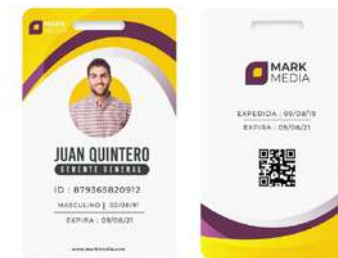 MARK
MEDIA
JUAN QUINTERO
GERENTE GENERAL
ID : 879365820912
MASCULINO | 02/08/91
EXPIRA : 09/08/21
www.markmedia.com
MARK
MEDIA
EXPEDIDA : 09/08/15
EXPIRA : 09/08/21